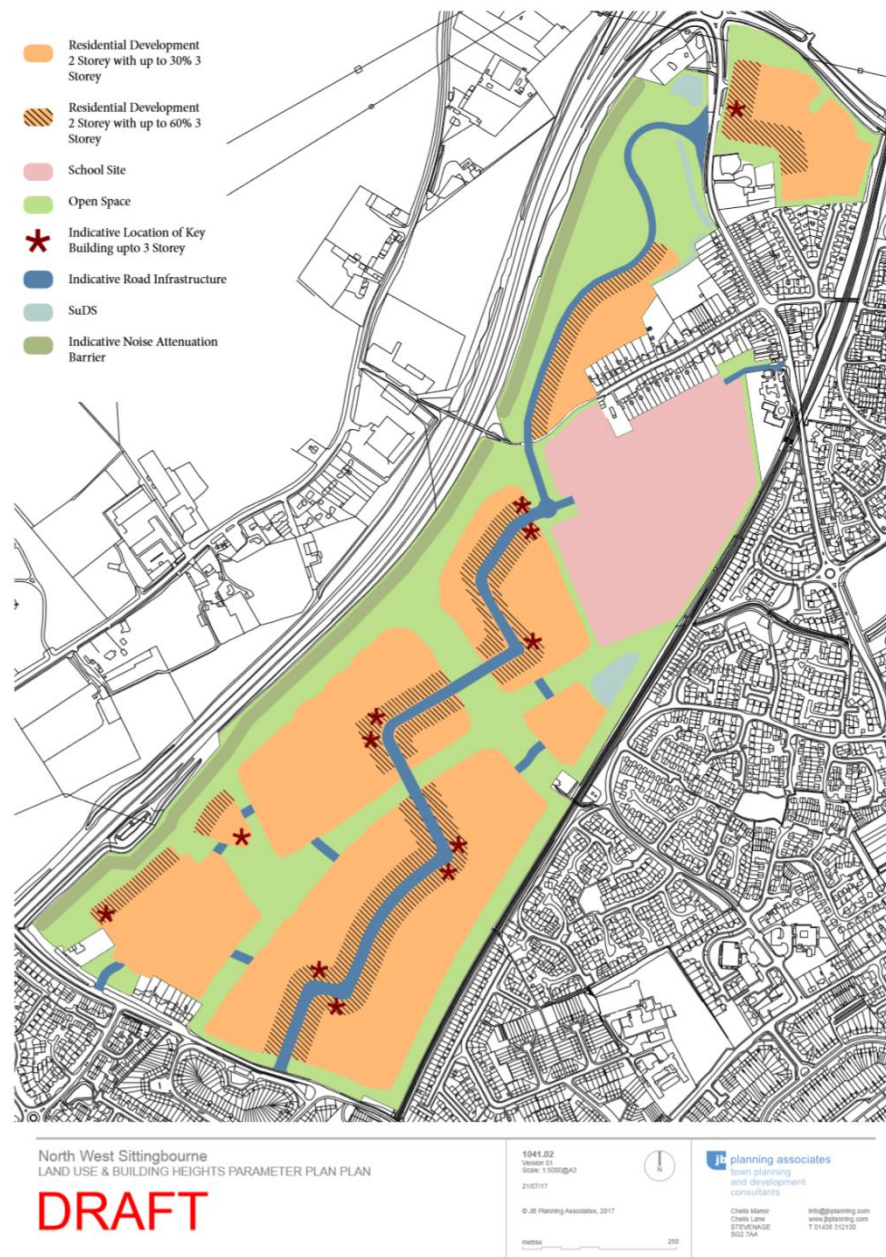 Residential Development
2 Storey with up to 30% 3
Storey
Residential Development
2 Storey with up to 60% 3
Storey
School Site
Open Space
Indicative Location of Key
Building upto 3 Storey
Indicative Road Infrastructure
SuDS
Indicative Noise Attenuation
Barrier
North West Sittingbourne
LAND USE & BUILDING HEIGHTS PARAMETER PLAN PLAN
DRAFT
1041.02
Version 01
Scale: 1:5000@A3
21/07/17
© JB Planning Associates, 2017
N
metres 250
jb planning associates
town planning
and development
consultants
Chells Manor
Chells Lane
STEVENAGE
SG2 7AA
info@jbplanning.com
www.jbplanning.com
T 01438 312130